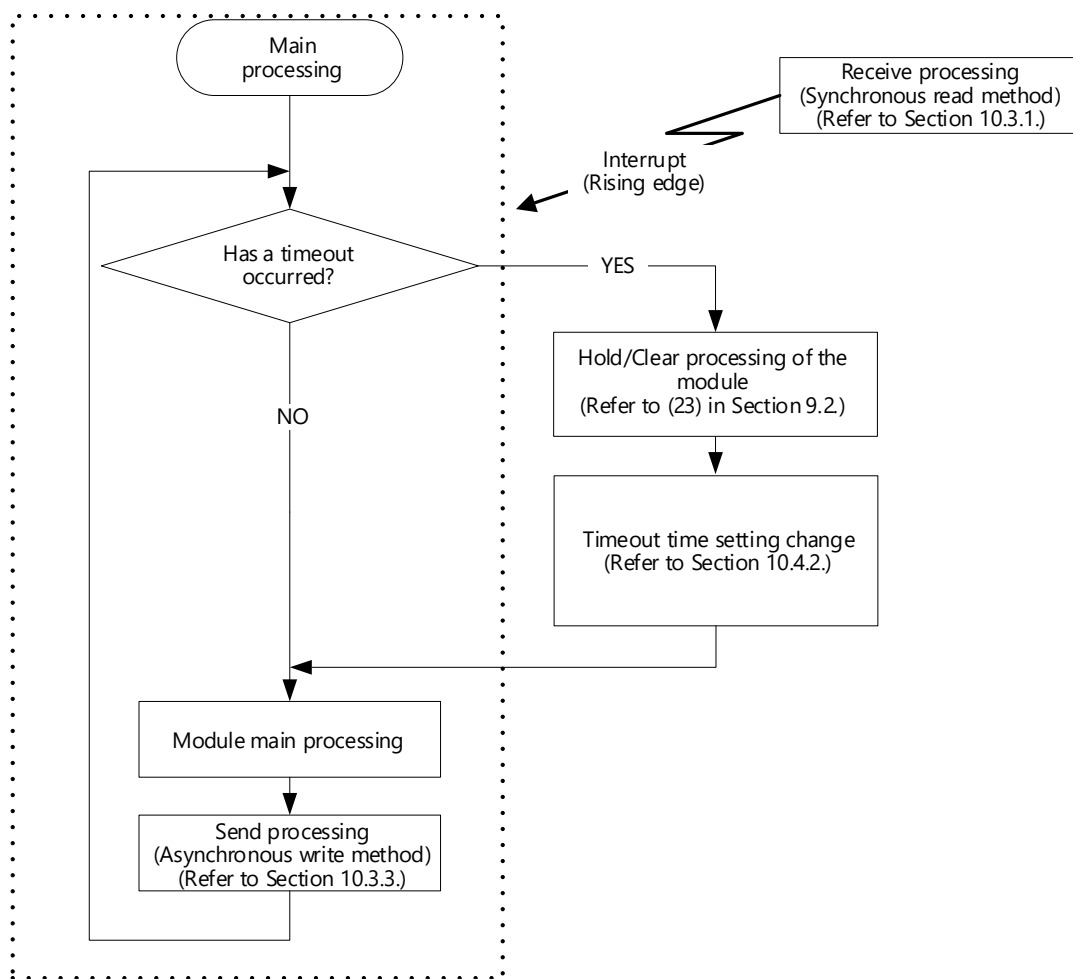 Main
processing
Receive processing
(Synchronous read method)
(Refer to Section 10.3.1.)
Interrupt
(Rising edge)
Has a timeout
occurred?
YES
Hold/Clear processing of the
module
(Refer to (23) in Section 9.2.)
NO
Timeout time setting change
(Refer to Section 10.4.2.)
Module main processing
Send processing
(Asynchronous write method)
(Refer to Section 10.3.3.)